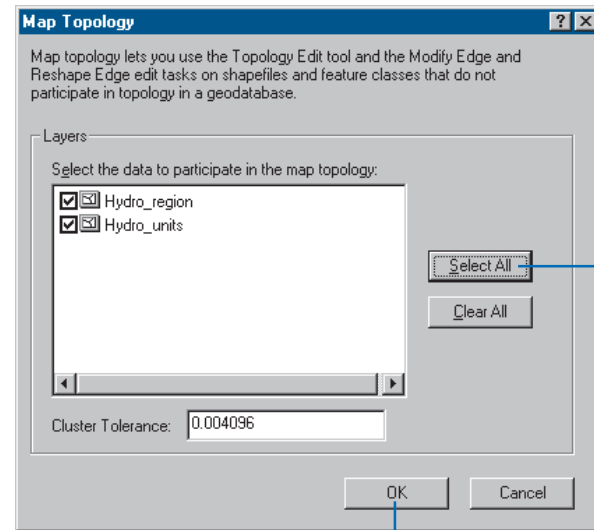 Map Topology
Map topology lets you use the Topology Edit tool and the Modify Edge and
Reshape Edge edit tasks on shapefiles and feature classes that do not
participate in topology in a geodatabase.
Layers
Select the data to participate in the map topology:
Hydro_region
Hydro_units
Select All
Clear All
Cluster Tolerance: 0.004096
OK Cancel